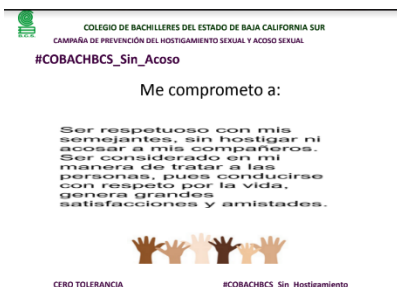 COLEGIO DE BACHILLERES DEL ESTADO DE BAJA CALIFORNIA SUR
CAMPAÑA DE PREVENCIÓN DEL HOSTIGAMIENTO SEXUAL Y ACOSO SEXUAL
#COBACHBCS_Sin_Acoso
Me comprometo a:
Ser respetuoso con mis
semejantes, sin hostigar ni
acosar a mis compañeros.
Ser considerado en mi
manera de tratar a las
personas, pues conducirse
con respeto por la vida,
genera grandes
satisfacciones y amistades.
CERO TOLERANCIA #COBACHBCS_Sin_Hostigamiento